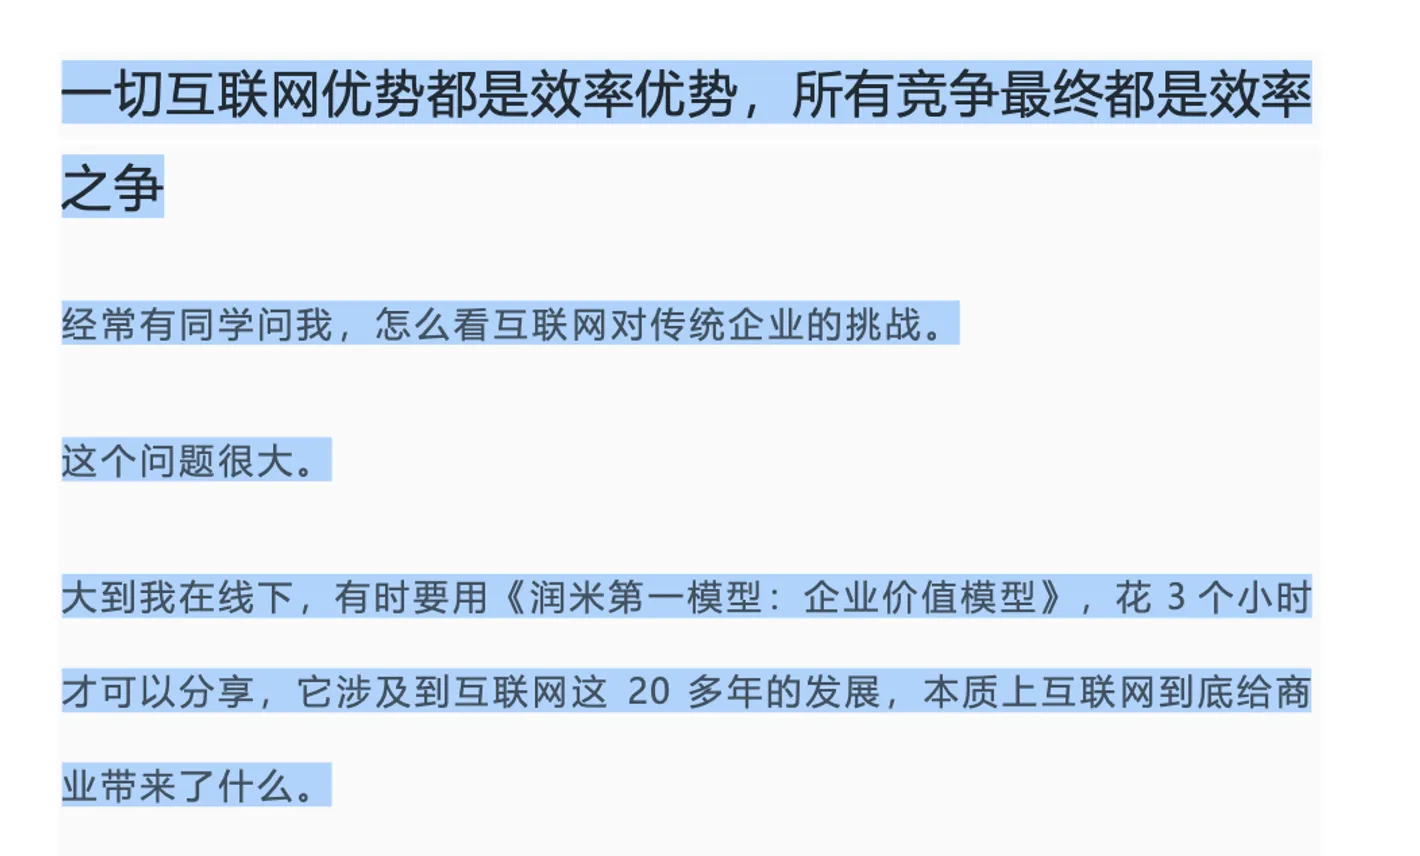 一切互联网优势都是效率优势，所有竞争最终都是效率
之争
经常有同学问我，怎么看互联网对传统企业的挑战。
这个问题很大。
大到我在线下，有时要用《润米第一模型：企业价值模型》，花 3 个小时
才可以分享，它涉及到互联网这 20 多年的发展，本质上互联网到底给商
业带来了什么。